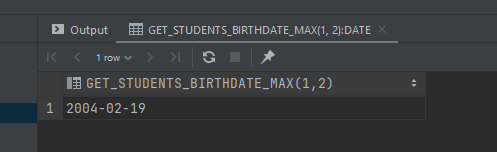 Output GET_STUDENTS_BIRTHDATE_MAX(1, 2):DATE
1 row
GET_STUDENTS_BIRTHDATE_MAX(1,2)
1 2004-02-19